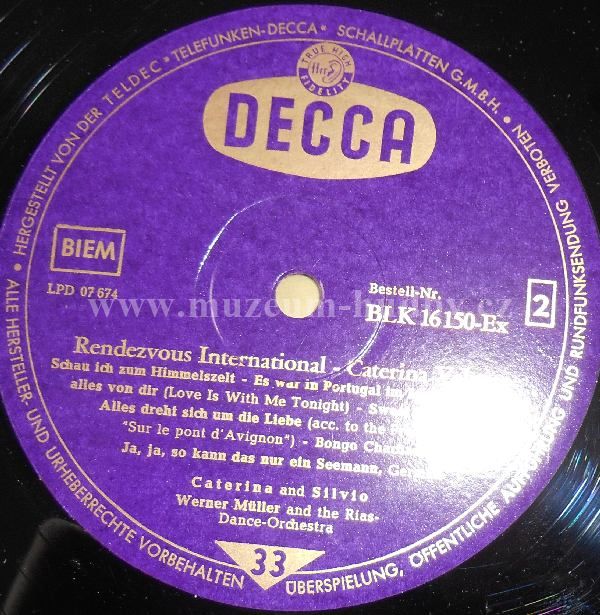 • HERGESTELLT VON DER TELDEC • "TELEFUNKEN-DECCA" SCHALLPLATTEN G.M.B.H. •
TRUE HIGH
FIDELITY
DECCA
BIEM
LPD 07 674
Bestell-Nr.
BLK 16150-Ex
2
www.muzeum-hudby.cz
Rendezvous International - Caterina
Schau ich zum Himmelszelt - Es war in Portugal im
alles von dir (Love Is With Me Tonight) -
Alles dreht sich um die Liebe (acc. to the
"Sur le pont d'Avignon") - Bongo
Ja, ja, so kann das nur ein Seemann,
Caterina and Silvio
Werner Müller and the Rias-
Dance-Orchestra
33
ALLE HERSTELLER- UND URHEBERRECHTE VORBEHALTEN
ÜBERSPIELUNG, ÖFFENTLICHE AUFFÜHRUNG UND RUNDFUNKSENDUNG VERBOTEN •